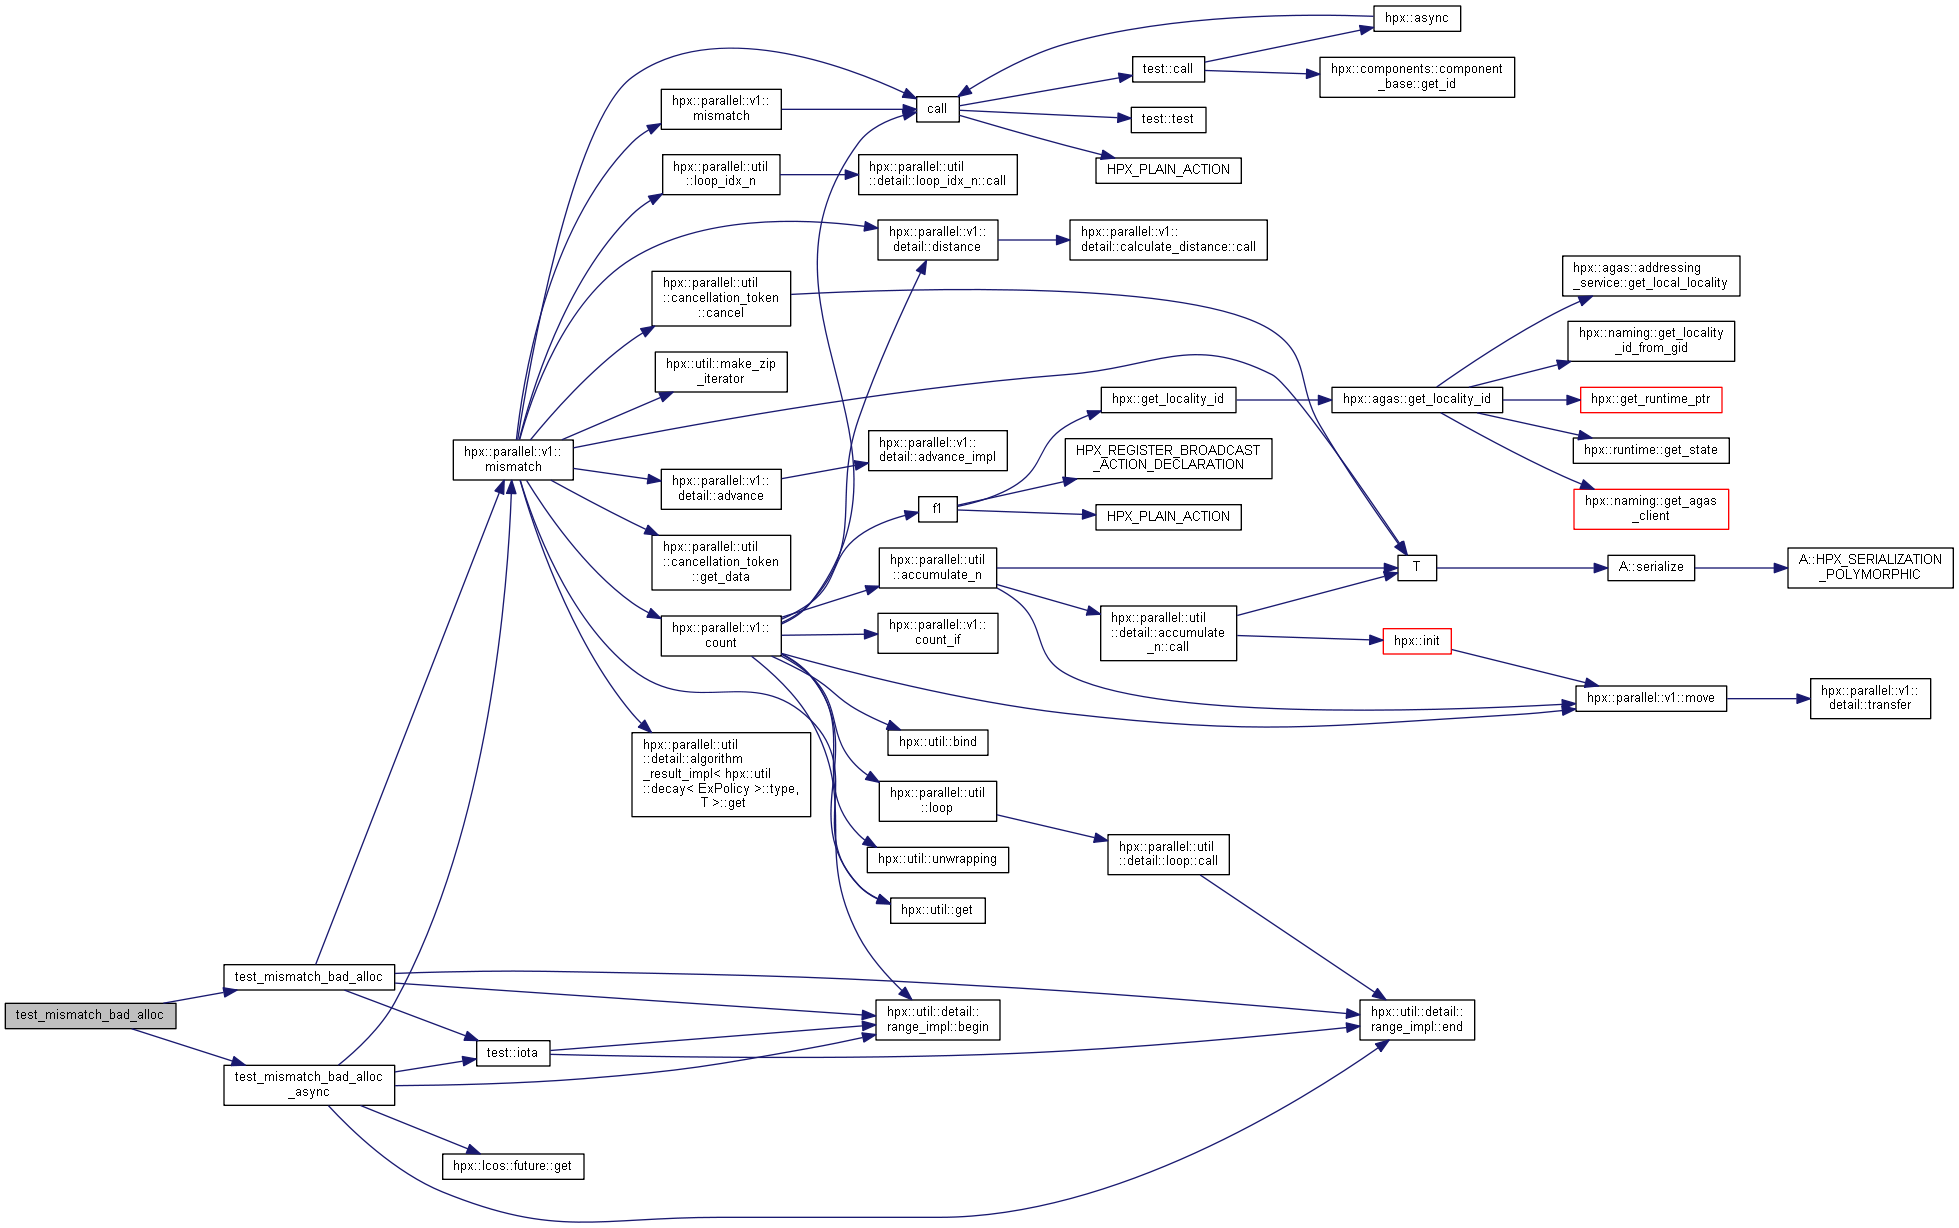 hpx::async
test::call
hpx::components::component
_base::get_id
hpx::parallel::v1::
mismatch
call
test::test
hpx::parallel::util
::loop_idx_n
hpx::parallel::util
::detail::loop_idx_n::call
HPX_PLAIN_ACTION
hpx::parallel::v1::
detail::distance
hpx::parallel::v1::
detail::calculate_distance::call
hpx::parallel::util
::cancellation_token
::cancel
hpx::agas::addressing
_service::get_local_locality
hpx::naming::get_locality
_id_from_gid
hpx::util::make_zip
_iterator
hpx::get_locality_id
hpx::agas::get_locality_id
hpx::get_runtime_ptr
hpx::parallel::v1::
mismatch
hpx::parallel::v1::
detail::advance_impl
HPX_REGISTER_BROADCAST
_ACTION_DECLARATION
hpx::runtime::get_state
hpx::parallel::v1::
detail::advance
f1
HPX_PLAIN_ACTION
hpx::naming::get_agas
_client
hpx::parallel::util
::cancellation_token
::get_data
hpx::parallel::util
::accumulate_n
T
A::serialize
A::HPX_SERIALIZATION
_POLYMORPHIC
hpx::parallel::v1::
count
hpx::parallel::v1::
count_if
hpx::parallel::util
::detail::accumulate
_n::call
hpx::init
hpx::parallel::v1::move
hpx::parallel::v1::
detail::transfer
hpx::parallel::util
::detail::algorithm
_result_impl< hpx::util
::decay< ExPolicy >::type,
T >::get
hpx::util::bind
hpx::parallel::util
::loop
hpx::util::unwrapping
hpx::parallel::util
::detail::loop::call
hpx::util::get
test_mismatch_bad_alloc
test_mismatch_bad_alloc
hpx::util::detail::
range_impl::begin
hpx::util::detail::
range_impl::end
test::iota
test_mismatch_bad_alloc
_async
hpx::lcos::future::get